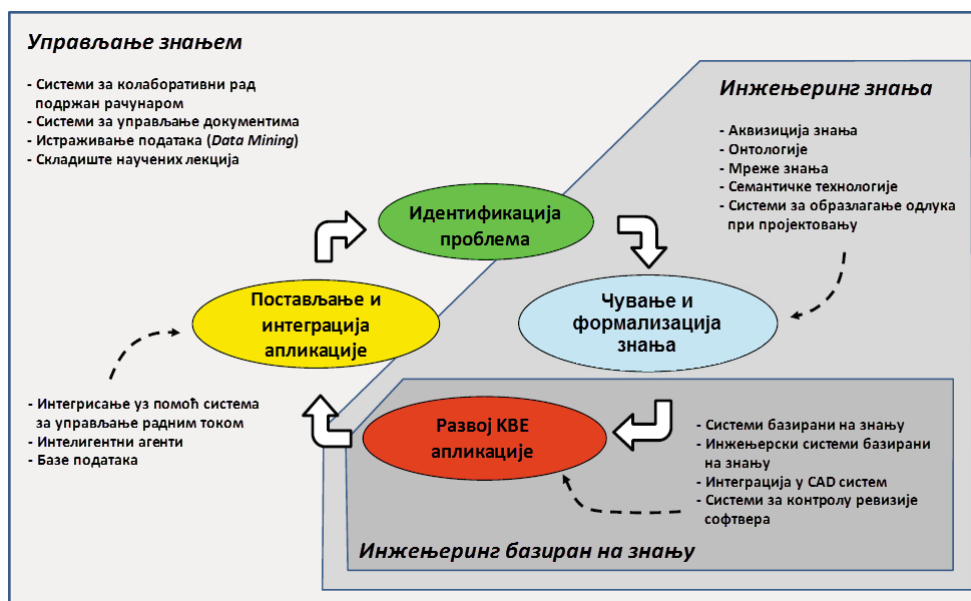 Управљање знањем
- Системи за колаборативни рад
подржан рачунаром
- Системи за управљање документима
- Истраживање података (Data Mining)
- Складиште научених лекција
Инжењеринг знања
- Аквизиција знања
- Онтологије
- Мреже знања
- Семантичке технологије
- Системи за образлагање одлука
при пројектовању
Идентификација
проблема
Чување и
формализација
знања
Постављање и
интеграција
апликације
- Интегрисање уз помоћ система
за управљање радним током
- Интелигентни агенти
- Базе података
Развој KBE
апликације
- Системи базирани на знању
- Инжењерски системи базирани
на знању
- Интеграција у CAD систем
- Системи за контролу ревизије
софтвера
Инжењеринг базиран на знању